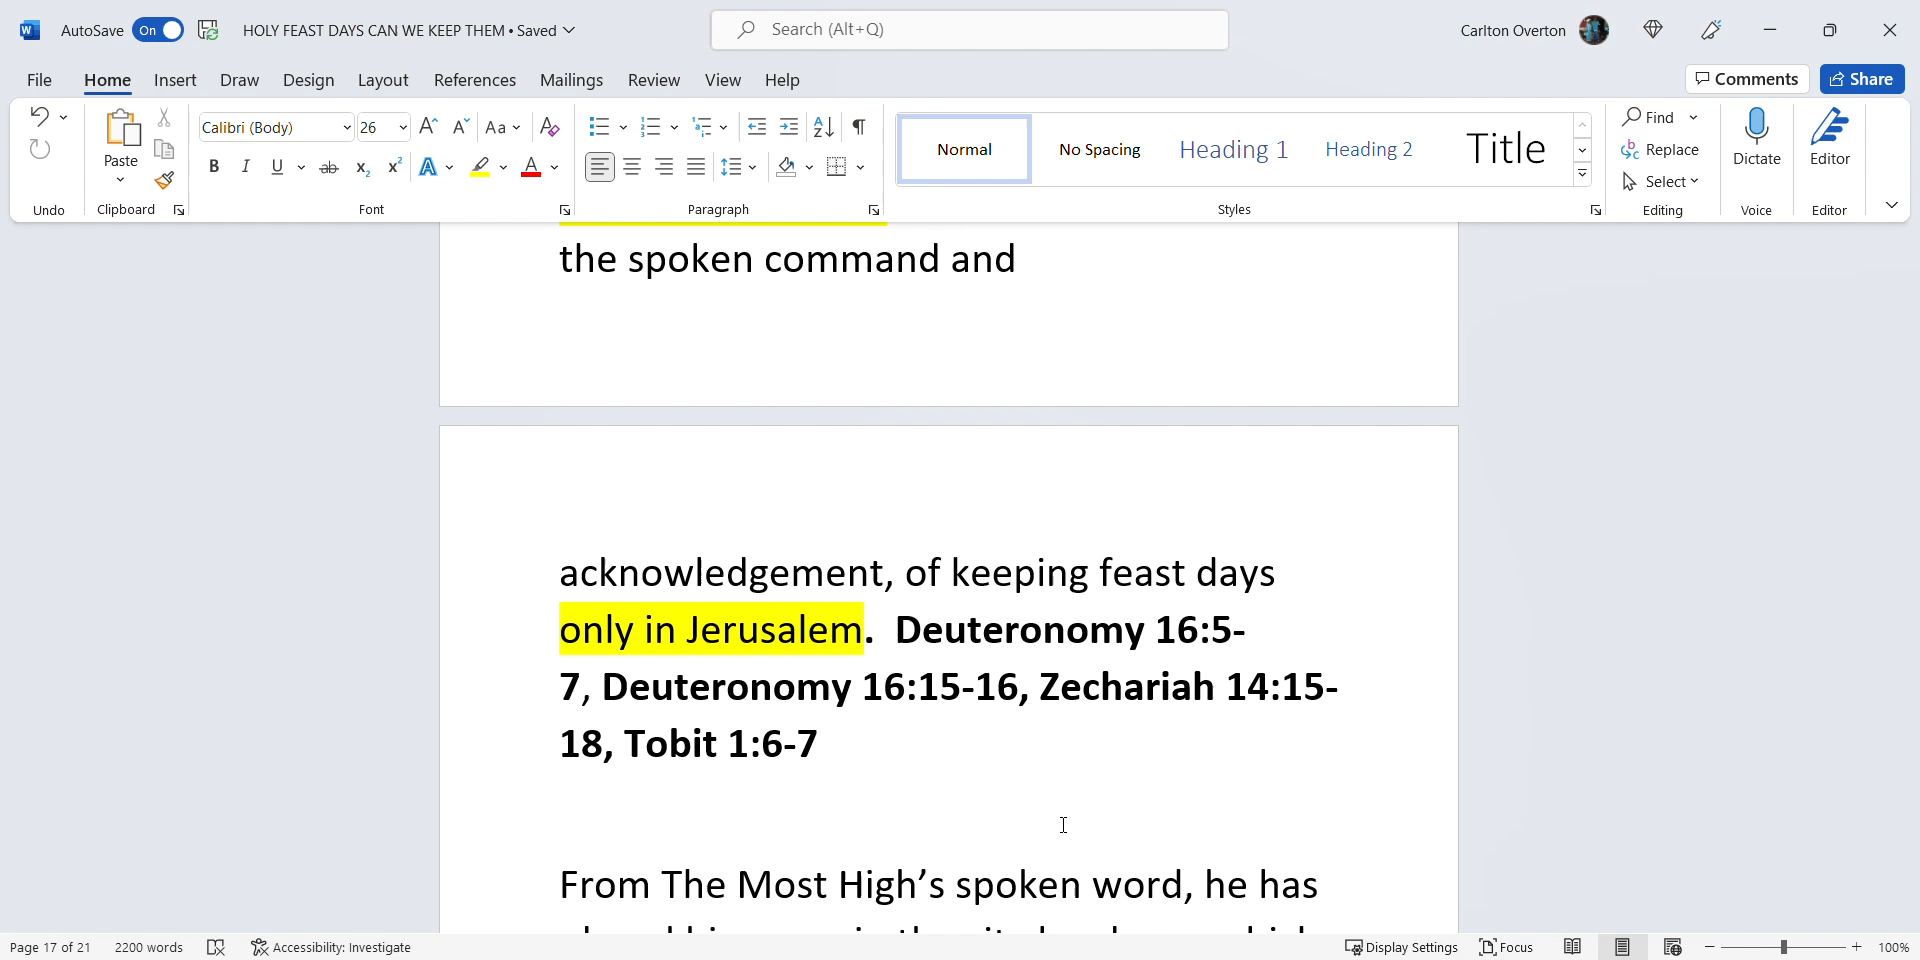 AutoSave On HOLY FEAST DAYS CAN WE KEEP THEM • Saved Search (Alt+Q) Carlton Overton
File Home Insert Draw Design Layout References Mailings Review View Help Comments Share
Calibri (Body) 26 Aa
Paste
B I U ab x₂ x² A A
A Z ¶
Normal No Spacing Heading 1 Heading 2 Title
Find
Replace
Select
Dictate Editor
Undo Clipboard Font Paragraph Styles Editing Voice Editor
the spoken command and
acknowledgement, of keeping feast days
only in Jerusalem. Deuteronomy 16:5-
7, Deuteronomy 16:15-16, Zechariah 14:15-
18, Tobit 1:6-7
From The Most High’s spoken word, he has
Page 17 of 21 2200 words Accessibility: Investigate Display Settings Focus 100%